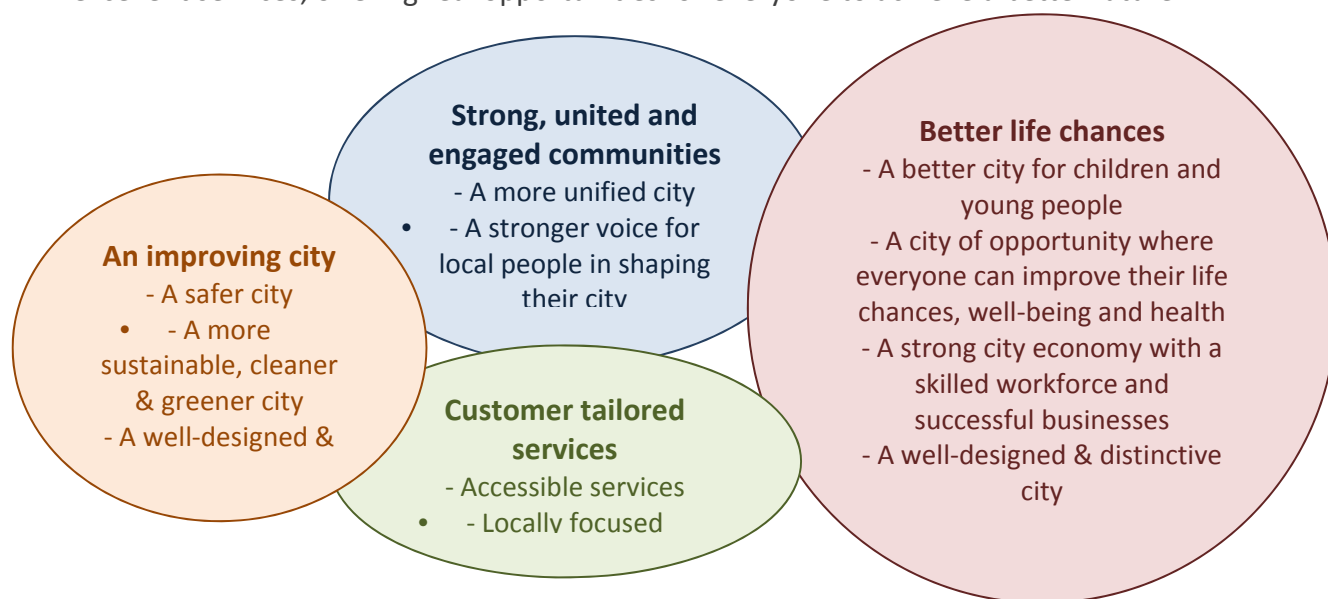 Strong, united and
engaged communities
- A more unified city
• - A stronger voice for
local people in shaping
their city
Better life chances
- A better city for children and
young people
- A city of opportunity where
everyone can improve their life
chances, well-being and health
- A strong city economy with a
skilled workforce and
successful businesses
- A well-designed & distinctive
city
An improving city
- A safer city
• - A more
sustainable, cleaner
& greener city
- A well-designed &
Customer tailored
services
- Accessible services
• - Locally focused